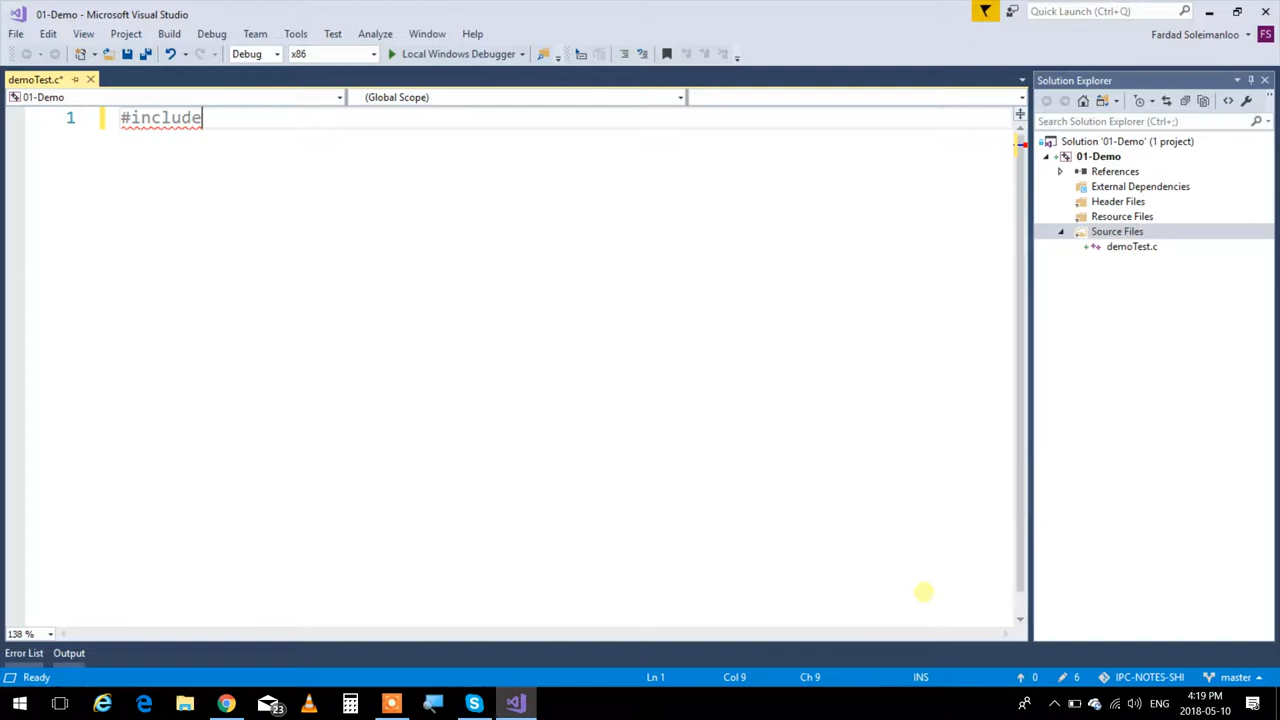 01-Demo - Microsoft Visual Studio
Quick Launch (Ctrl+Q)
File Edit View Project Build Debug Team Tools Test Analyze Window Help
Fardad Soleimanloo FS
Debug x86 Local Windows Debugger
demoTest.c*
Solution Explorer
01-Demo (Global Scope)
1 #include
Search Solution Explorer (Ctrl+;)
Solution '01-Demo' (1 project)
01-Demo
References
External Dependencies
Header Files
Resource Files
Source Files
demoTest.c
138 %
Error List Output
Ready Ln 1 Col 9 Ch 9 INS 0 6 IPC-NOTES-SHI master
23
ENG
4:19 PM
2018-05-10